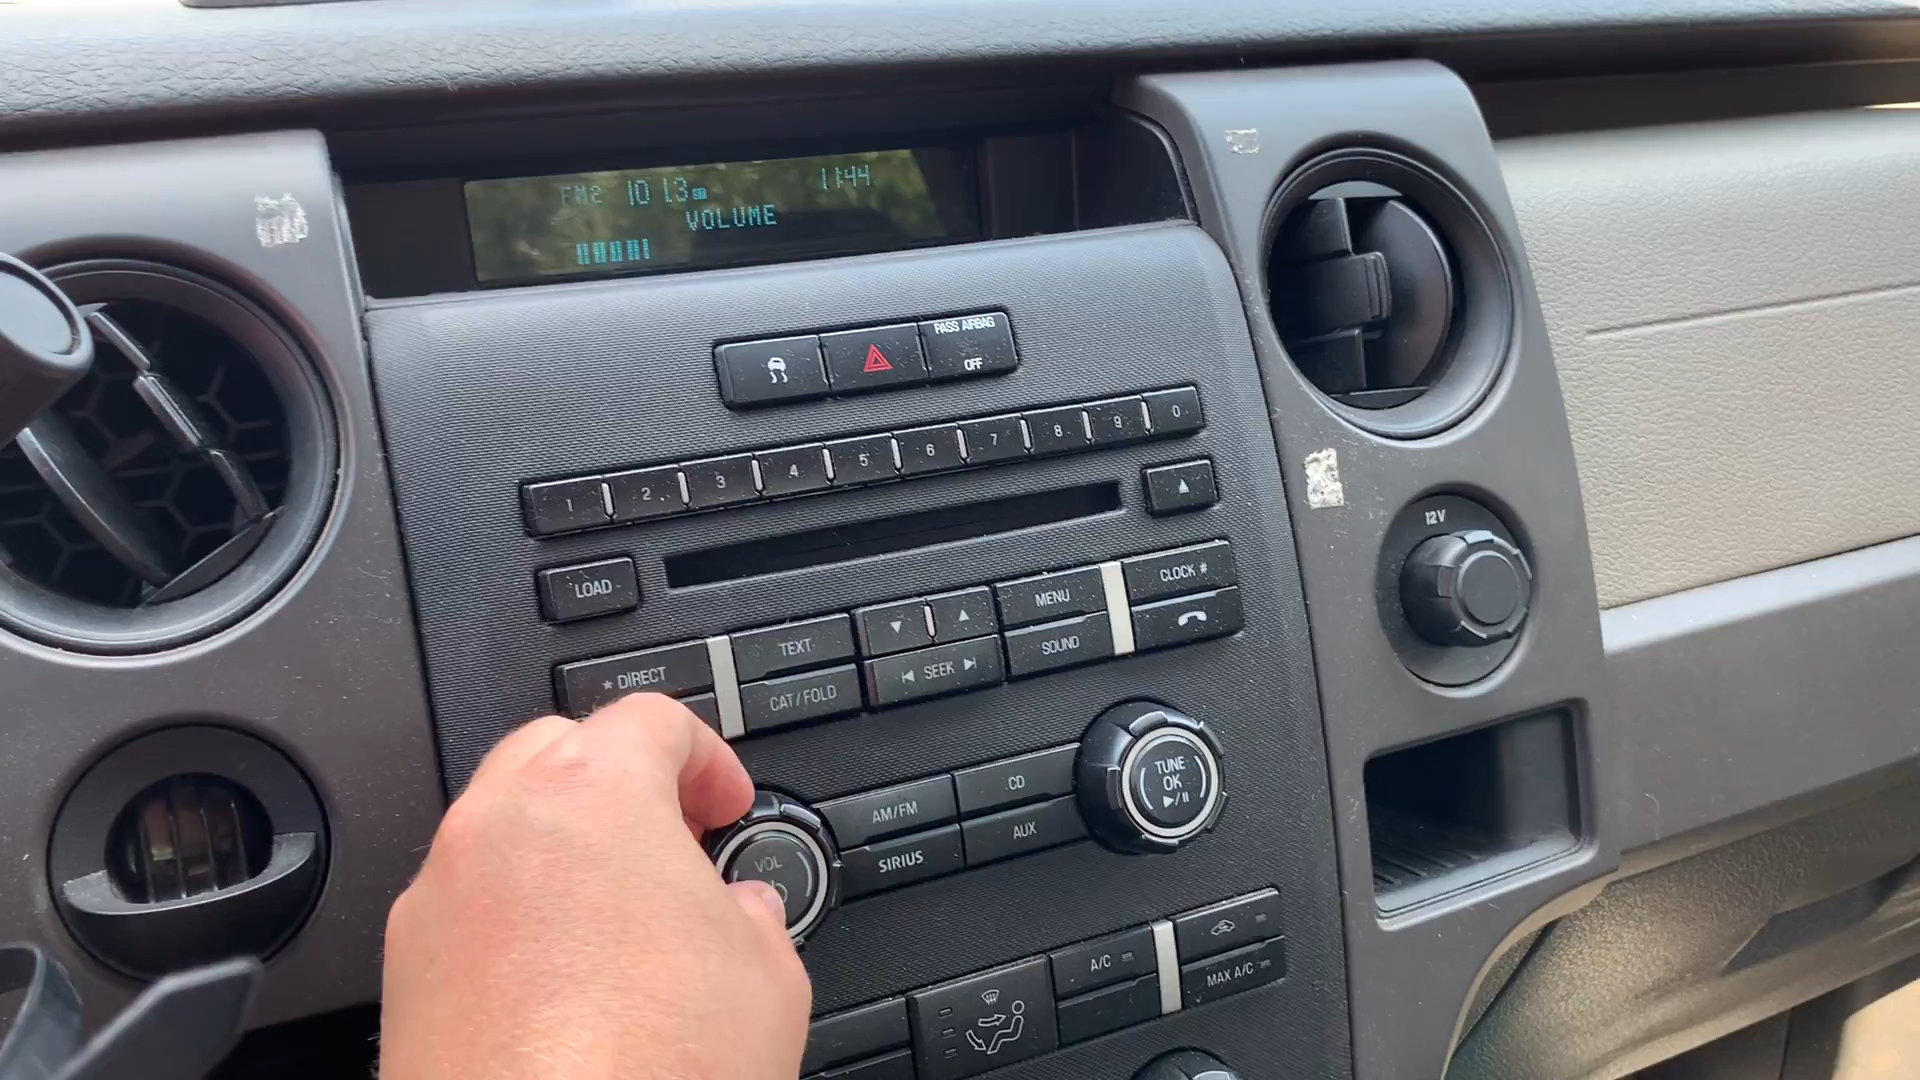 FM2 101.3 11:44
VOLUME
PASS AIRBAG
OFF
1 2 3 4 5 6 7 8 9 0
LOAD
12V
* DIRECT
TEXT
MENU
CLOCK #
CAT/FOLD
SEEK
SOUND
VOL
AM/FM
CD
SIRIUS
AUX
TUNE
OK
A/C
MAX A/C